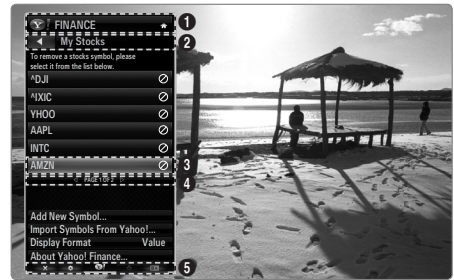 Y! FINANCE
1
My Stocks
2
To remove a stocks symbol, please
select it from the list below.
^DJI
^IXIC
YHOO
AAPL
INTC
AMZN
3
PAGE 1 OF 2
4
Add New Symbol...
Import Symbols From Yahoo!...
Display Format Value
About Yahoo! Finance...
5